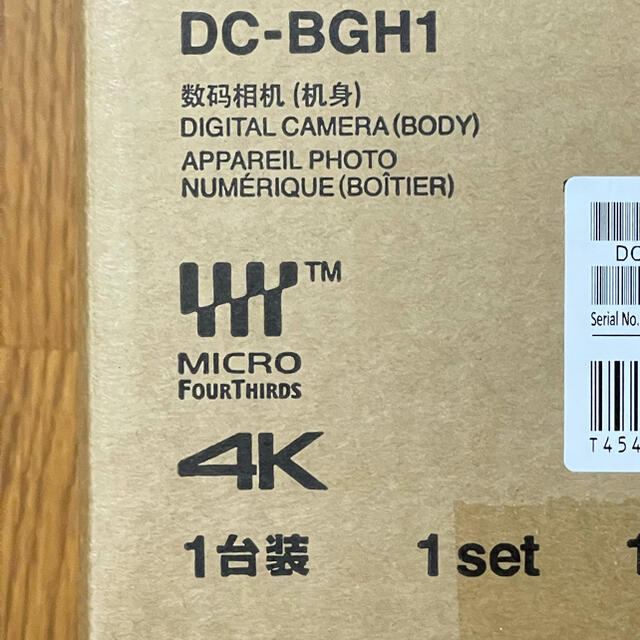 DC-BGH1
数码相机(机身)
DIGITAL CAMERA(BODY)
APPAREIL PHOTO
NUMÉRIQUE(BOÎTIER)
TM
MICRO
FOURTHIRDS
4K
1台装
1 set
DC
Serial No.
T454